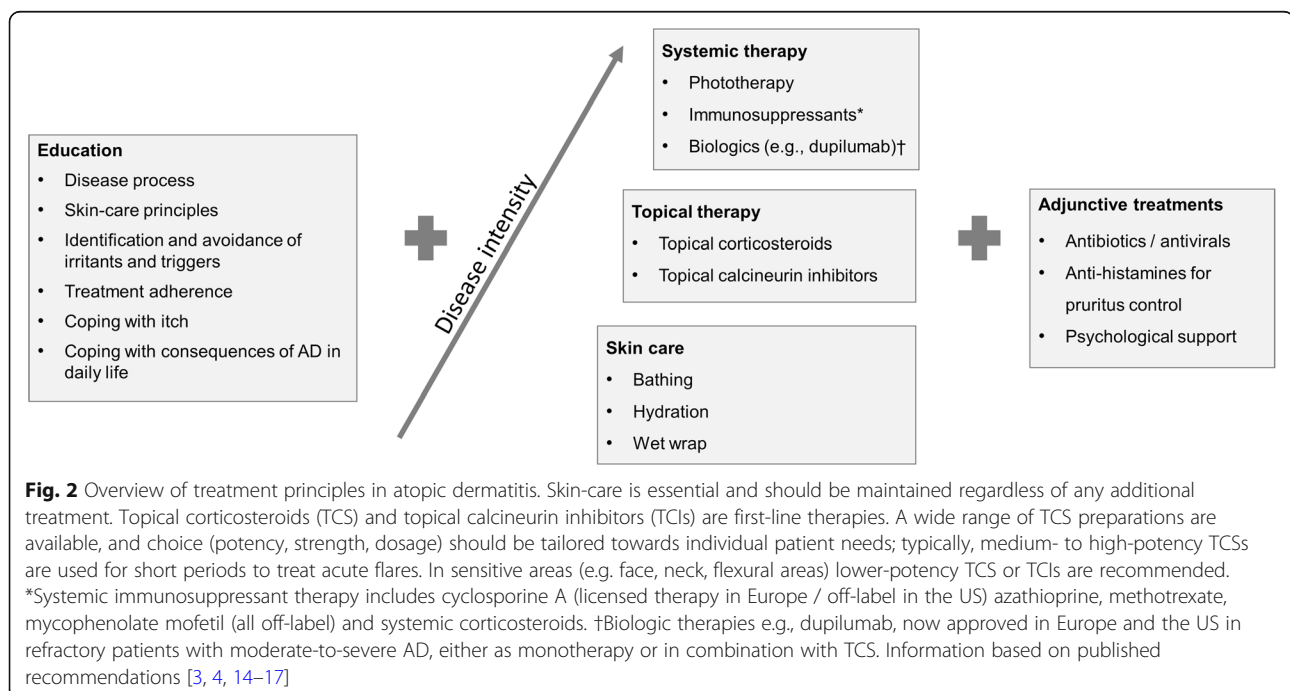 Education
• Disease process
• Skin-care principles
• Identification and avoidance of
irritants and triggers
• Treatment adherence
• Coping with itch
• Coping with consequences of AD in
daily life
Disease intensity
Systemic therapy
• Phototherapy
• Immunosuppressants*
• Biologics (e.g., dupilumab)†
Topical therapy
• Topical corticosteroids
• Topical calcineurin inhibitors
Skin care
• Bathing
• Hydration
• Wet wrap
Adjunctive treatments
• Antibiotics / antivirals
• Anti-histamines for
pruritus control
• Psychological support
Fig. 2 Overview of treatment principles in atopic dermatitis. Skin-care is essential and should be maintained regardless of any additional
treatment. Topical corticosteroids (TCS) and topical calcineurin inhibitors (TCIs) are first-line therapies. A wide range of TCS preparations are
available, and choice (potency, strength, dosage) should be tailored towards individual patient needs; typically, medium- to high-potency TCSs
are used for short periods to treat acute flares. In sensitive areas (e.g. face, neck, flexural areas) lower-potency TCS or TCIs are recommended.
*Systemic immunosuppressant therapy includes cyclosporine A (licensed therapy in Europe / off-label in the US) azathioprine, methotrexate,
mycophenolate mofetil (all off-label) and systemic corticosteroids. †Biologic therapies e.g., dupilumab, now approved in Europe and the US in
refractory patients with moderate-to-severe AD, either as monotherapy or in combination with TCS. Information based on published
recommendations [3, 4, 14–17]